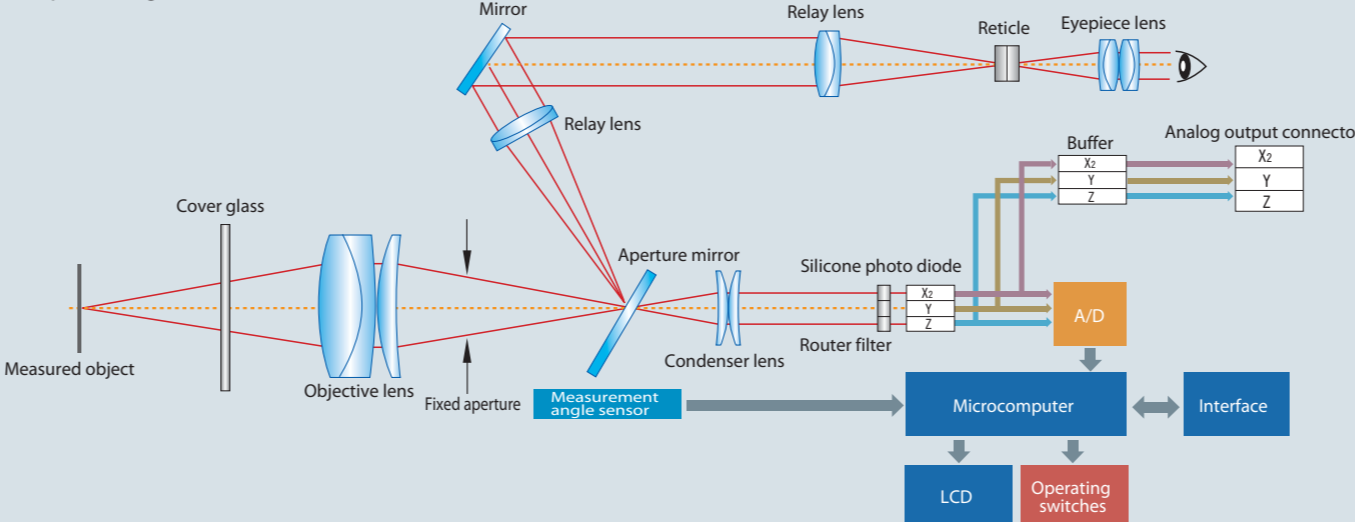 Mirror
Relay lens
Reticle
Eyepiece lens
Relay lens
Analog output connecto
Buffer
X2
Y
Z
X2
Y
Z
Cover glass
Aperture mirror
Silicone photo diode
X2
Y
Z
A/D
Measured object
Objective lens
Fixed aperture
Condenser lens
Router filter
Measurement
angle sensor
Microcomputer
Interface
LCD
Operating
switches